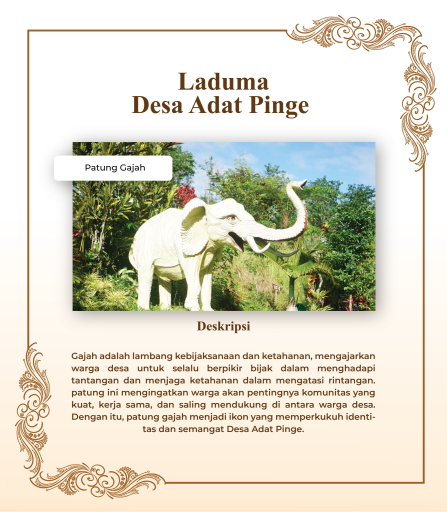 Laduma
Desa Adat Pinge
Patung Gajah
Deskripsi
Gajah adalah lambang kebijaksanaan dan ketahanan, mengajarkan
warga desa untuk selalu berpikir bijak dalam menghadapi
tantangan dan menjaga ketahanan dalam mengatasi rintangan.
patung ini mengingatkan warga akan pentingnya komunitas yang
kuat, kerja sama, dan saling mendukung di antara warga desa.
Dengan itu, patung gajah menjadi ikon yang memperkukuh identi-
tas dan semangat Desa Adat Pinge.